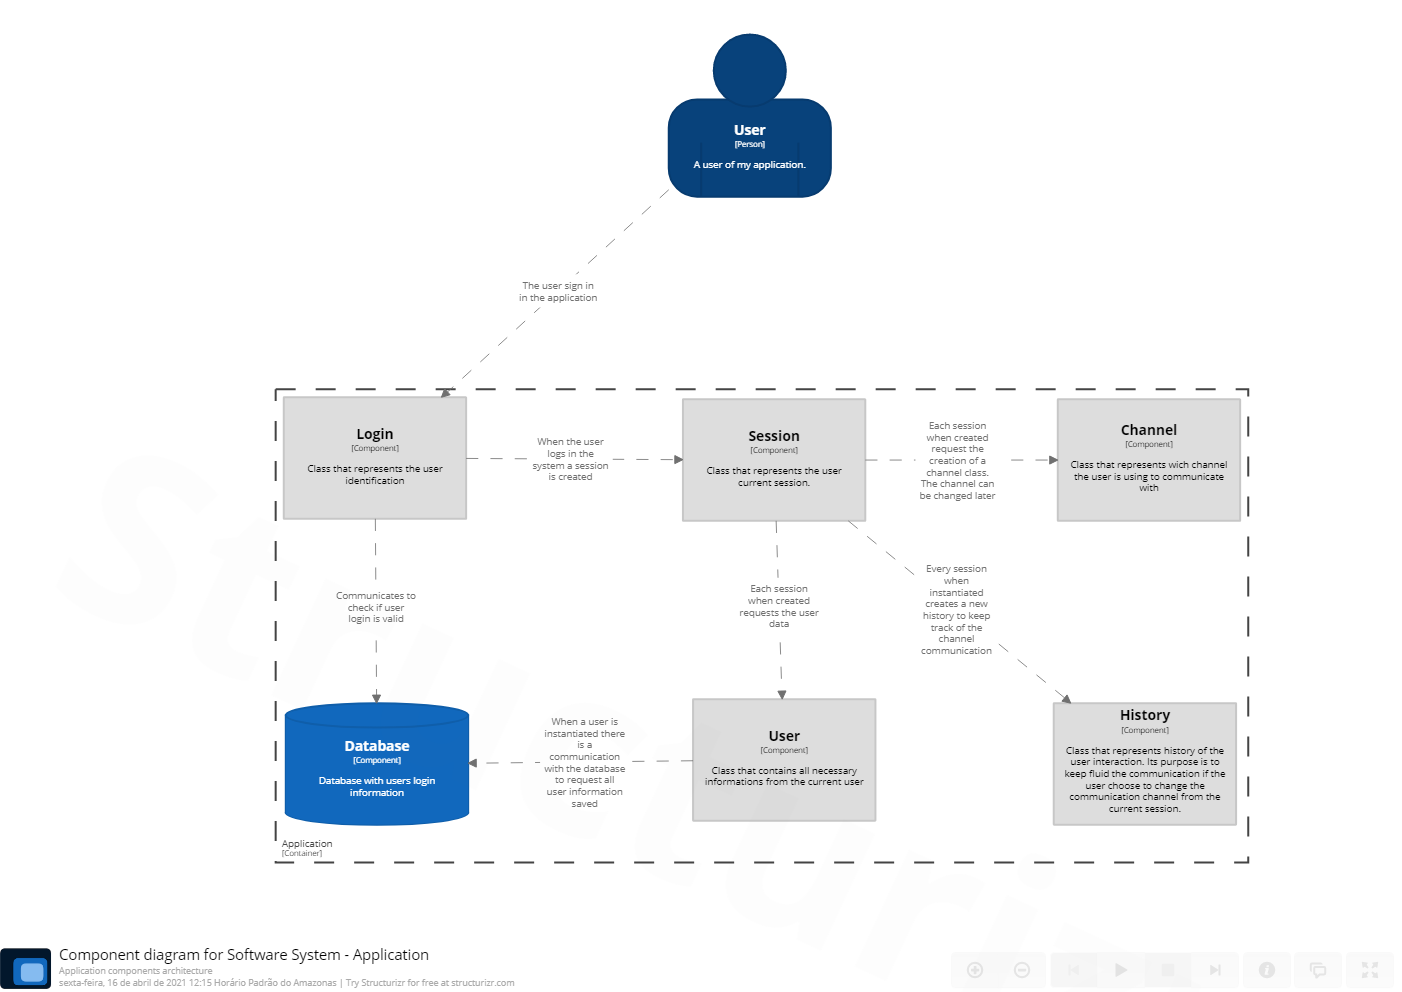 User
[Person]
A user of my application.
The user sign in
in the application
Login
[Component]
Class that represents the user
identification
When the user
logs in the
system a session
is created
Session
[Component]
Class that represents the user
current session.
Each session
when created
request the
creation of a
channel class.
The channel can
be changed later
Channel
[Component]
Class that represents wich channel
the user is using to communicate
with
Communicates to
check if user
login is valid
Each session
when created
requests the user
data
Every session
when
instantiated
creates a new
history to keep
track of the
channel
communication
Database
[Component]
Database with users login
information
When a user is
instantiated there
is a
communication
with the database
to request all
user information
saved
User
[Component]
Class that contains all necessary
informations from the current user
History
[Component]
Class that represents history of the
user interaction. Its purpose is to
keep fluid the communication if the
user choose to change the
communication channel from the
current session.
Application
[Container]
Structurizr
Component diagram for Software System - Application
Application components architecture
sexta-feira, 16 de abril de 2021 12:15 Horário Padrão do Amazonas | Try Structurizr for free at structurizr.com